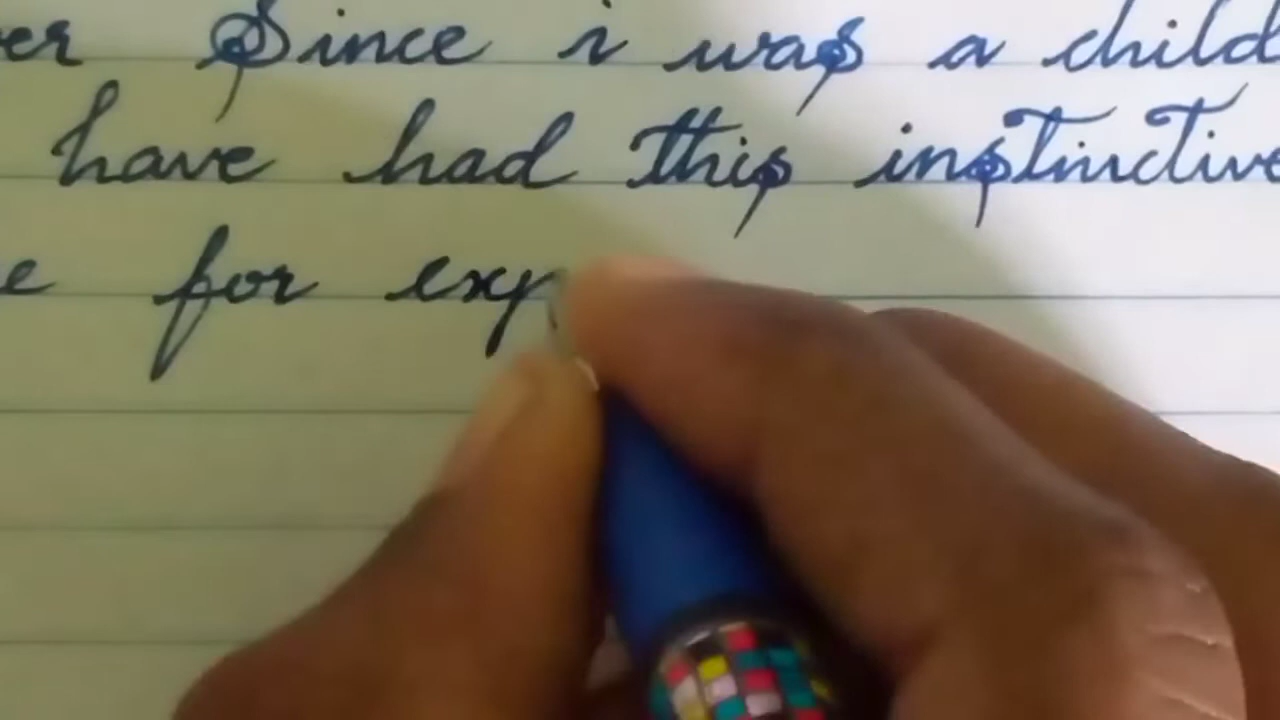 er Since i was a child
have had this instinctive
e for exp